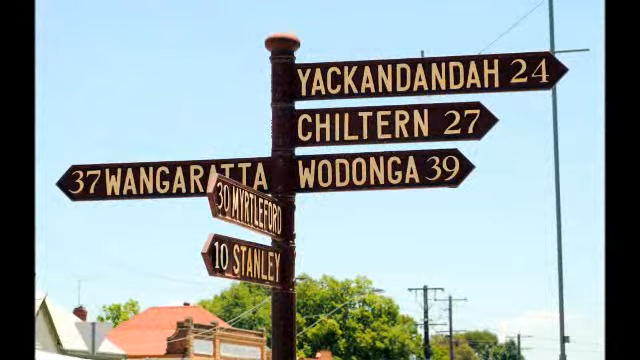 YACKANDANDAH 24
CHILTERN 27
37 WANGARATTA
WODONGA 39
30 MYRTLEFORD
10 STANLEY